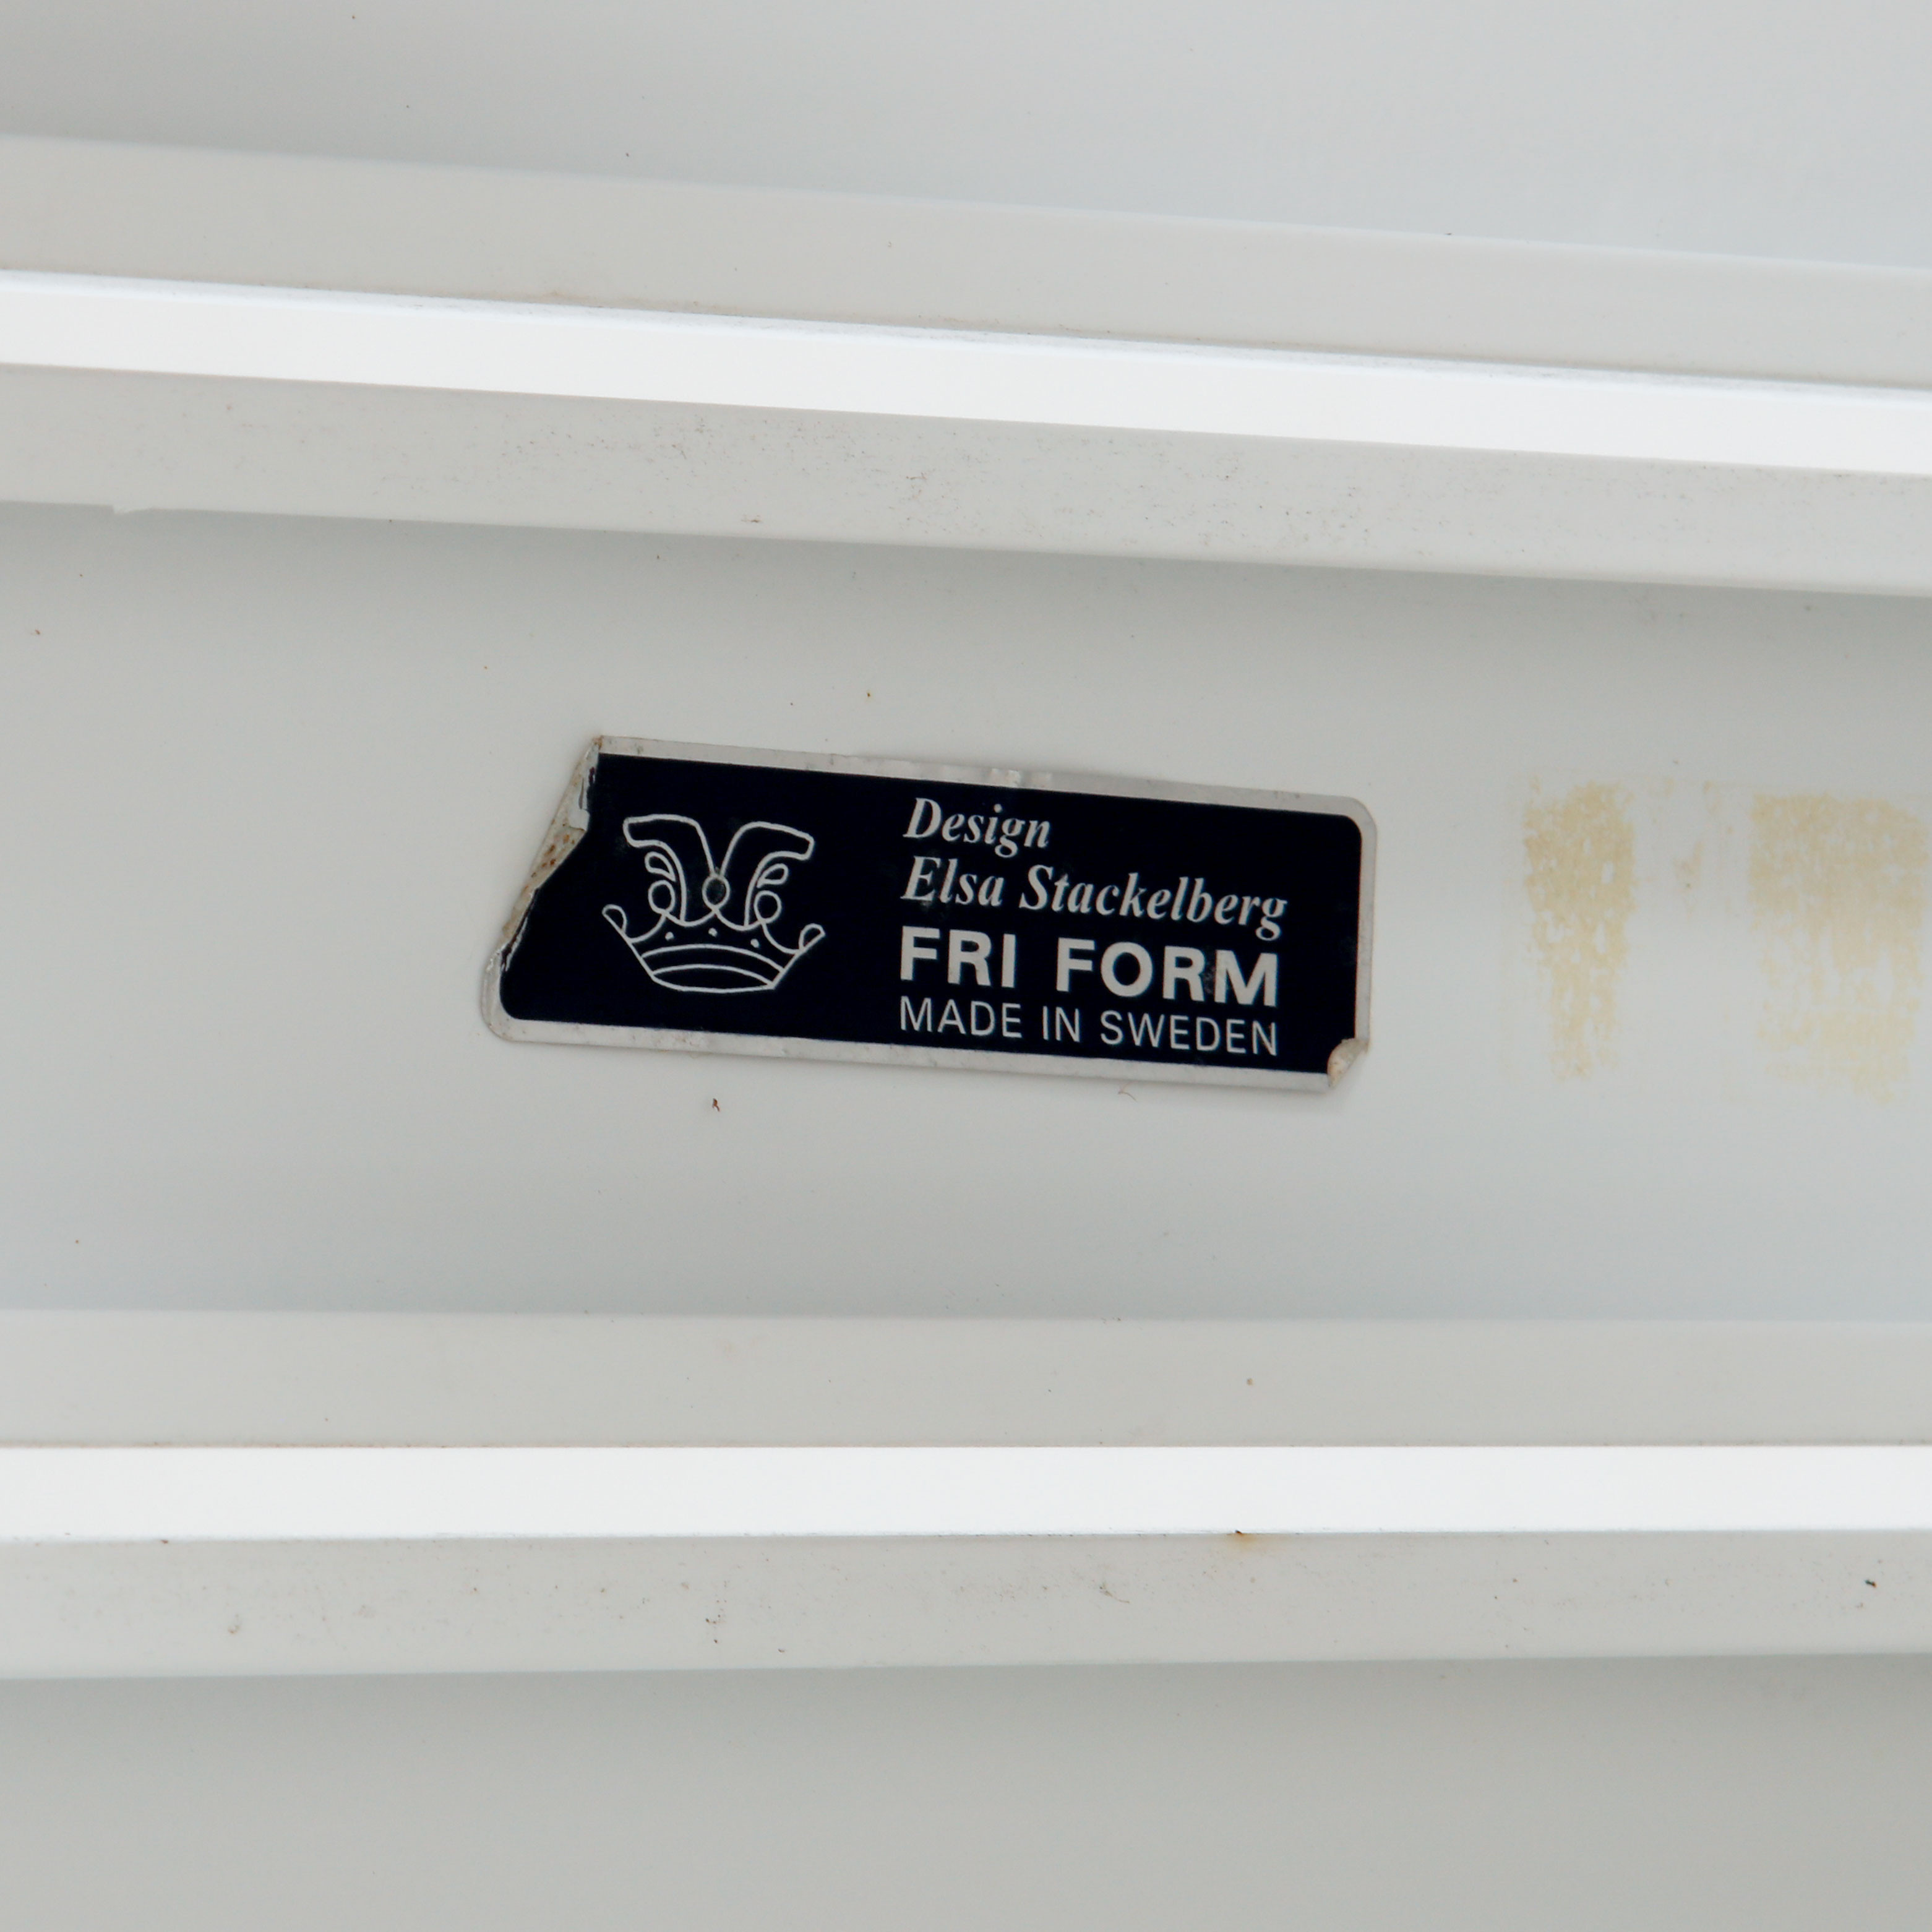 Design
Elsa Stackelberg
FRI FORM
MADE IN SWEDEN